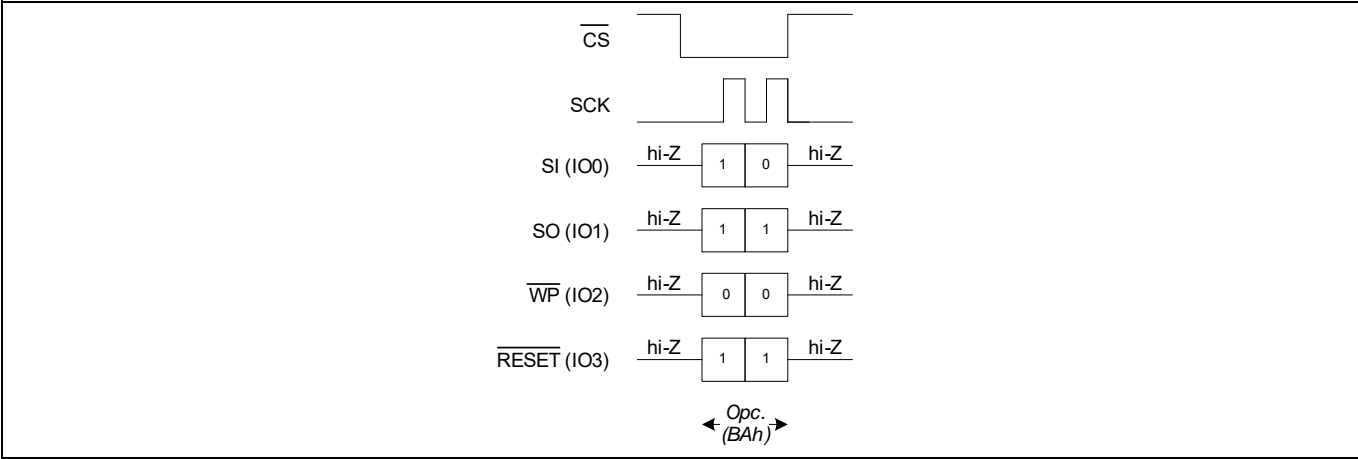 CS
SCK
hi-Z 1 0 hi-Z
SI (IO0)
hi-Z 1 1 hi-Z
SO (IO1)
hi-Z 0 0 hi-Z
WP (IO2)
hi-Z 1 1 hi-Z
RESET (IO3)
Opc.
(BAh)